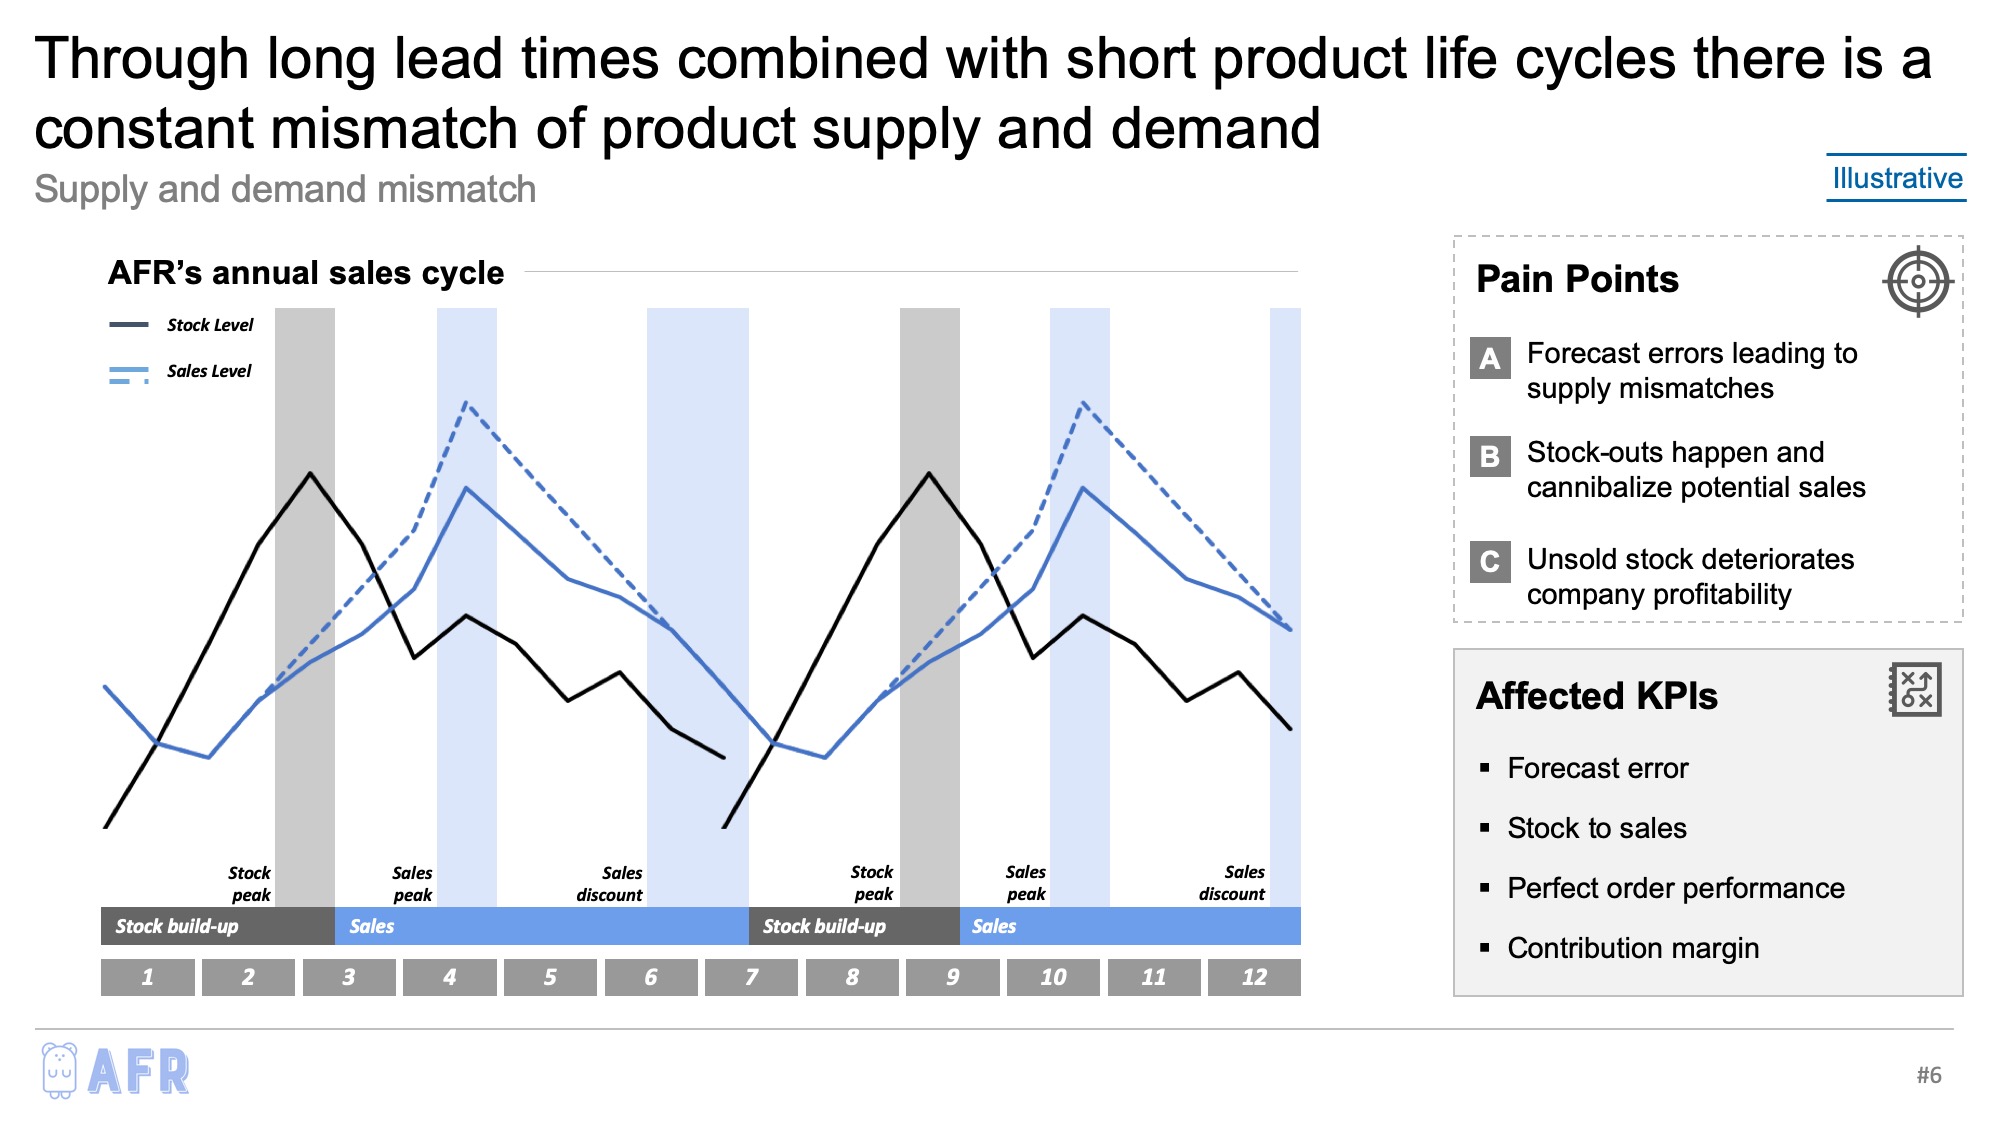 Through long lead times combined with short product life cycles there is a
constant mismatch of product supply and demand
Supply and demand mismatch
Illustrative
AFR’s annual sales cycle
Stock Level
Sales Level
Stock
peak
Sales
peak
Sales
discount
Stock
peak
Sales
peak
Sales
discount
Stock build-up
Sales
Stock build-up
Sales
1
2
3
4
5
6
7
8
9
10
11
12
Pain Points
A
Forecast errors leading to
supply mismatches
B
Stock-outs happen and
cannibalize potential sales
C
Unsold stock deteriorates
company profitability
Affected KPIs
▪ Forecast error
▪ Stock to sales
▪ Perfect order performance
▪ Contribution margin
AFR
#6